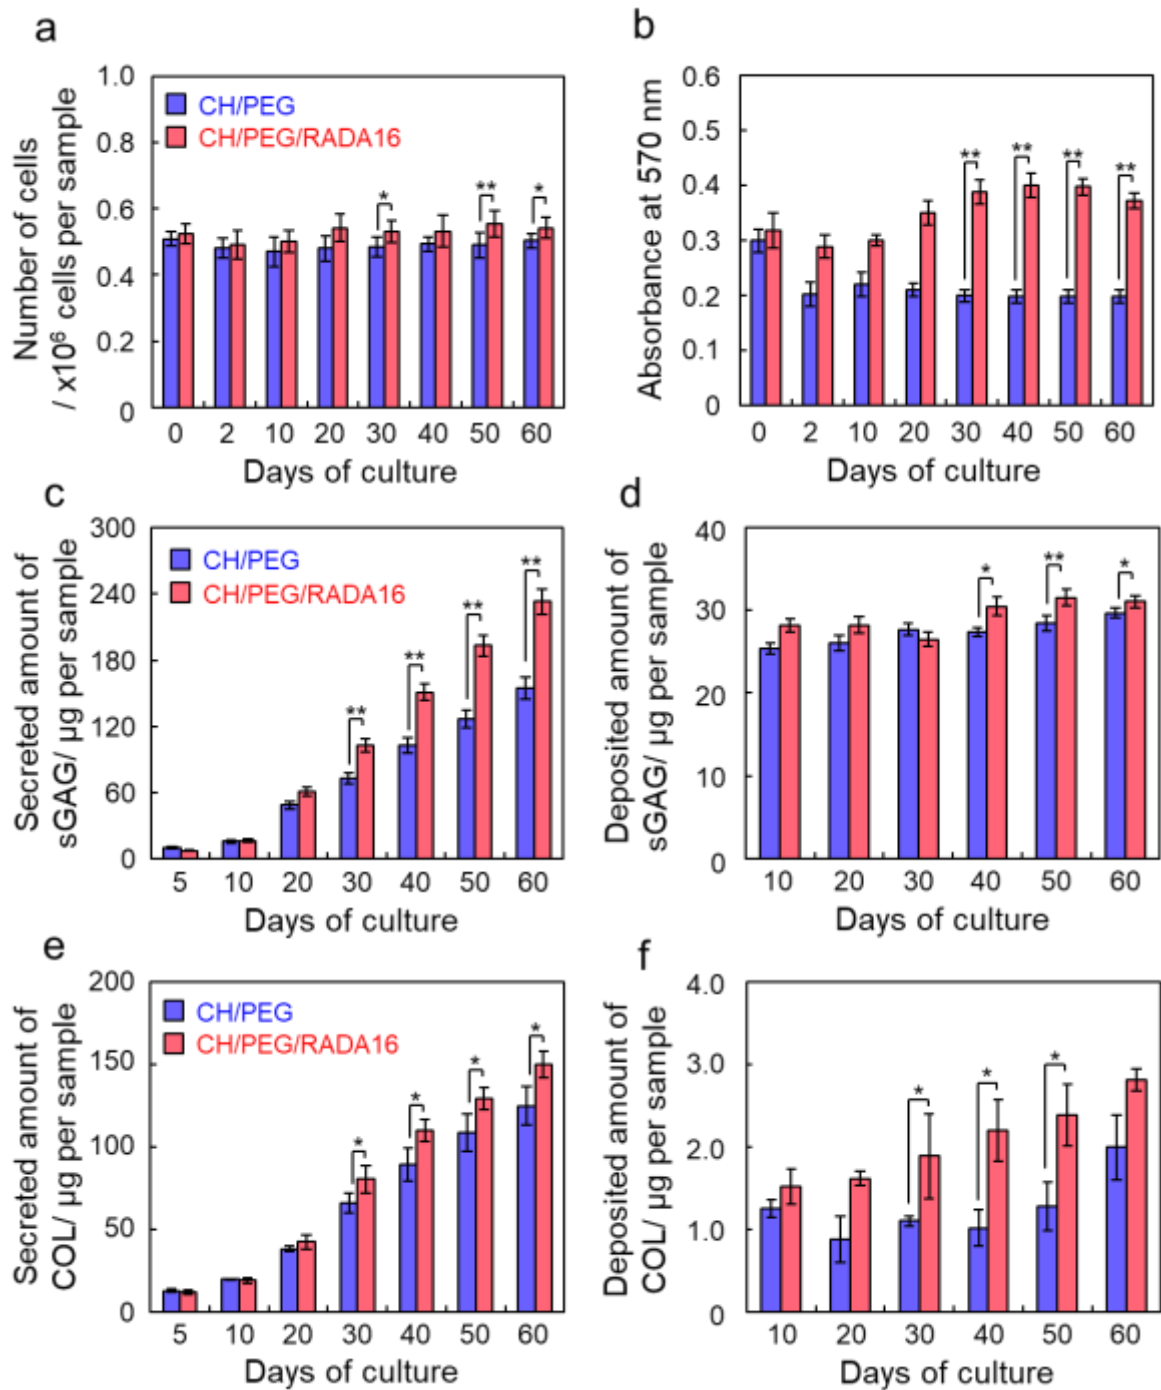 a
Number of cells
/ x10⁶ cells per sample
1.0
0.8
0.6
0.4
0.2
0
CH/PEG
CH/PEG/RADA16
*
**
*
0 2 10 20 30 40 50 60
Days of culture
b
Absorbance at 570 nm
0.6
0.5
0.4
0.3
0.2
0.1
0
**
**
**
**
0 2 10 20 30 40 50 60
Days of culture
c
Secreted amount of
sGAG/ µg per sample
300
240
180
120
60
0
CH/PEG
CH/PEG/RADA16
**
**
**
**
5 10 20 30 40 50 60
Days of culture
d
Deposited amount of
sGAG/ µg per sample
40
30
20
10
0
*
**
*
10 20 30 40 50 60
Days of culture
e
Secreted amount of
COL/ µg per sample
200
150
100
50
0
CH/PEG
CH/PEG/RADA16
*
*
*
*
5 10 20 30 40 50 60
Days of culture
f
Deposited amount of
COL/ µg per sample
4.0
3.0
2.0
1.0
0.0
*
*
*
10 20 30 40 50 60
Days of culture